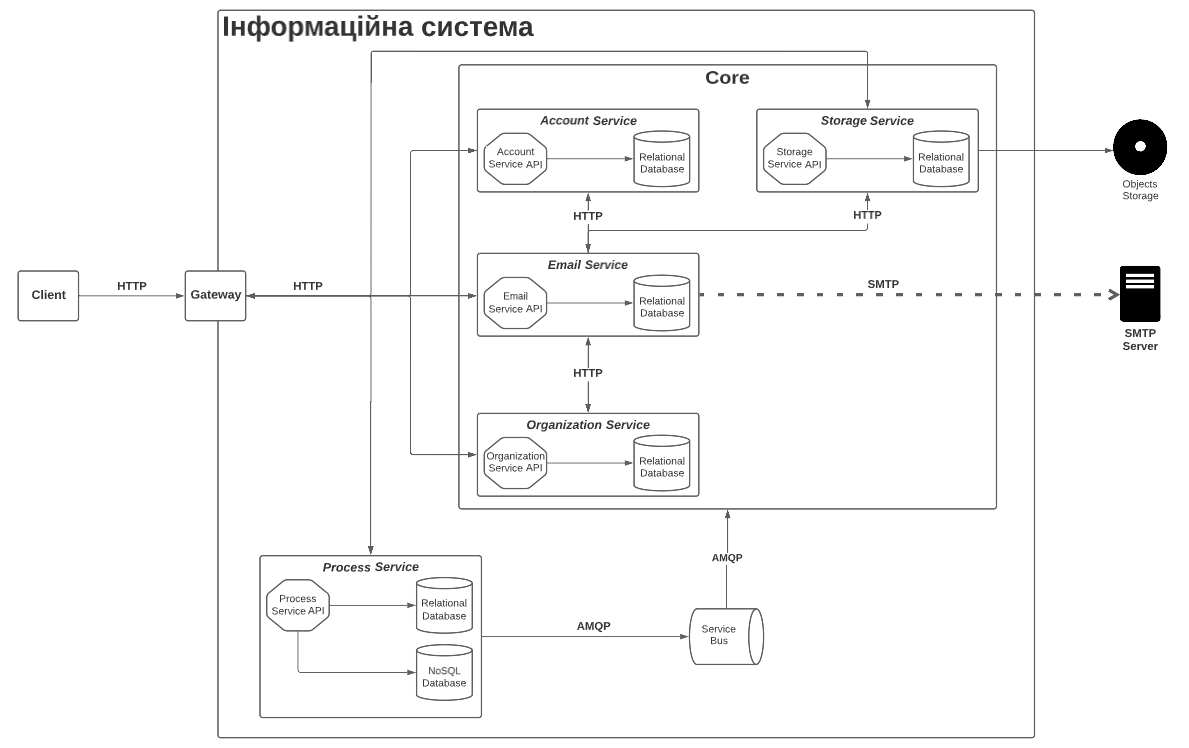 Інформаційна система
Core
Account Service
Account
Service API
Relational
Database
Storage Service
Storage
Service API
Relational
Database
Objects
Storage
HTTP
HTTP
Client
HTTP
Gateway
HTTP
Email Service
Email
Service API
Relational
Database
SMTP
SMTP
Server
HTTP
Organization Service
Organization
Service API
Relational
Database
AMQP
Process Service
Process
Service API
Relational
Database
NoSQL
Database
AMQP
Service
Bus